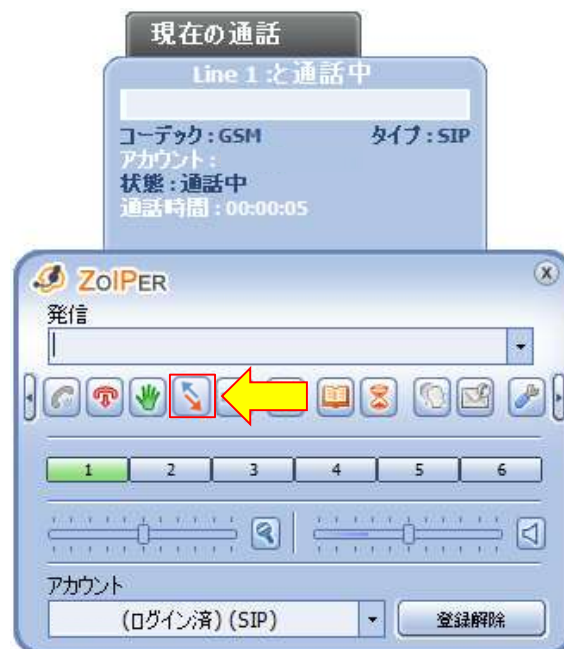 現在の通話
Line 1 :と通話中
コーデック : GSM タイプ : SIP
アカウント :
状態 : 通話中
通話時間 : 00:00:05
ZOIPER
発信
1 2 3 4 5 6
アカウント
(ログイン済) (SIP) 登録解除